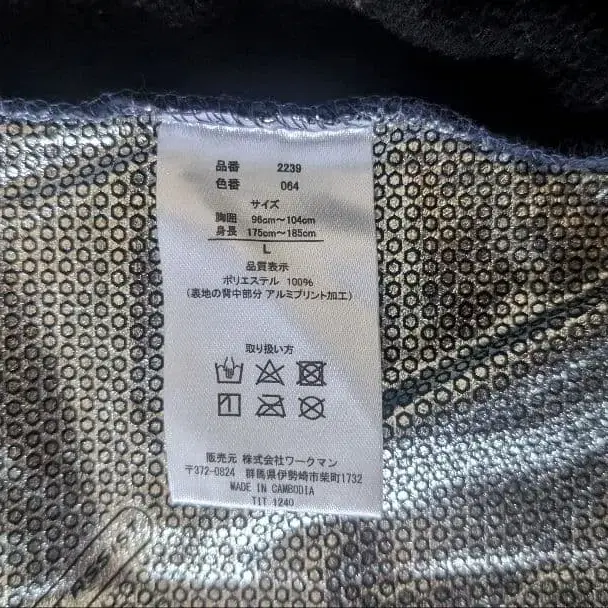 品番 2239
色番 064
サイズ
胸囲 96cm～104cm
身長 175cm～185cm
L
品質表示
ポリエステル 100%
(裏地の背中部分 アルミプリント加工)
取り扱い方
販売元 株式会社ワークマン
〒372-0824 群馬県伊勢崎市柴町1732
MADE IN CAMBODIA
TIT 1240